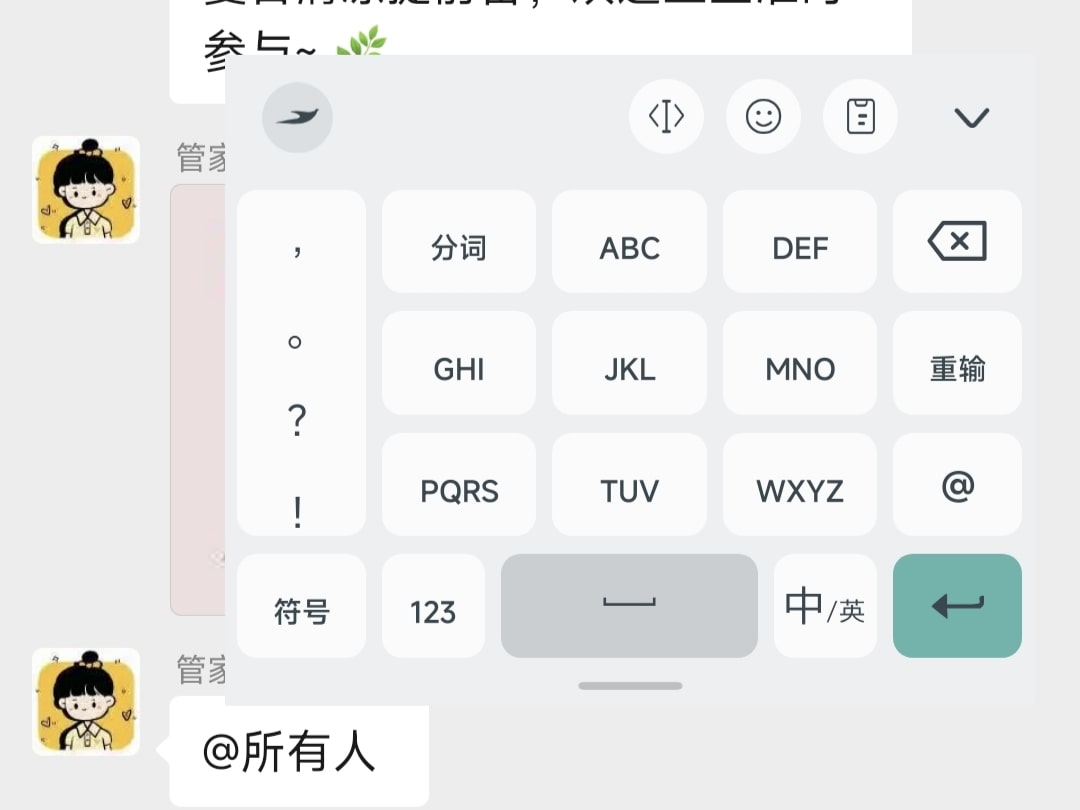 参与~
管家
，
。
？
！
分词
ABC
DEF
GHI
JKL
MNO
重输
PQRS
TUV
WXYZ
@
符号
123
中/英
管家
@所有人